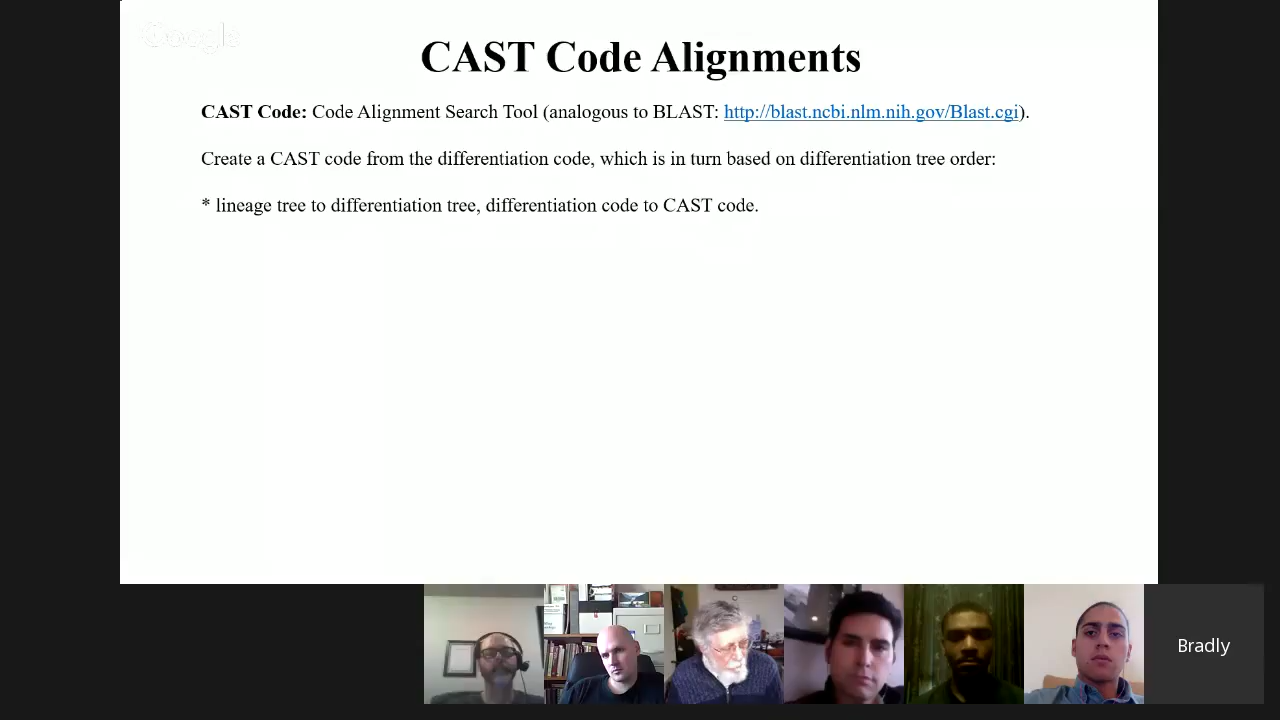 Google
CAST Code Alignments
CAST Code: Code Alignment Search Tool (analogous to BLAST: http://blast.ncbi.nlm.nih.gov/Blast.cgi).
Create a CAST code from the differentiation code, which is in turn based on differentiation tree order:
* lineage tree to differentiation tree, differentiation code to CAST code.
Bradly